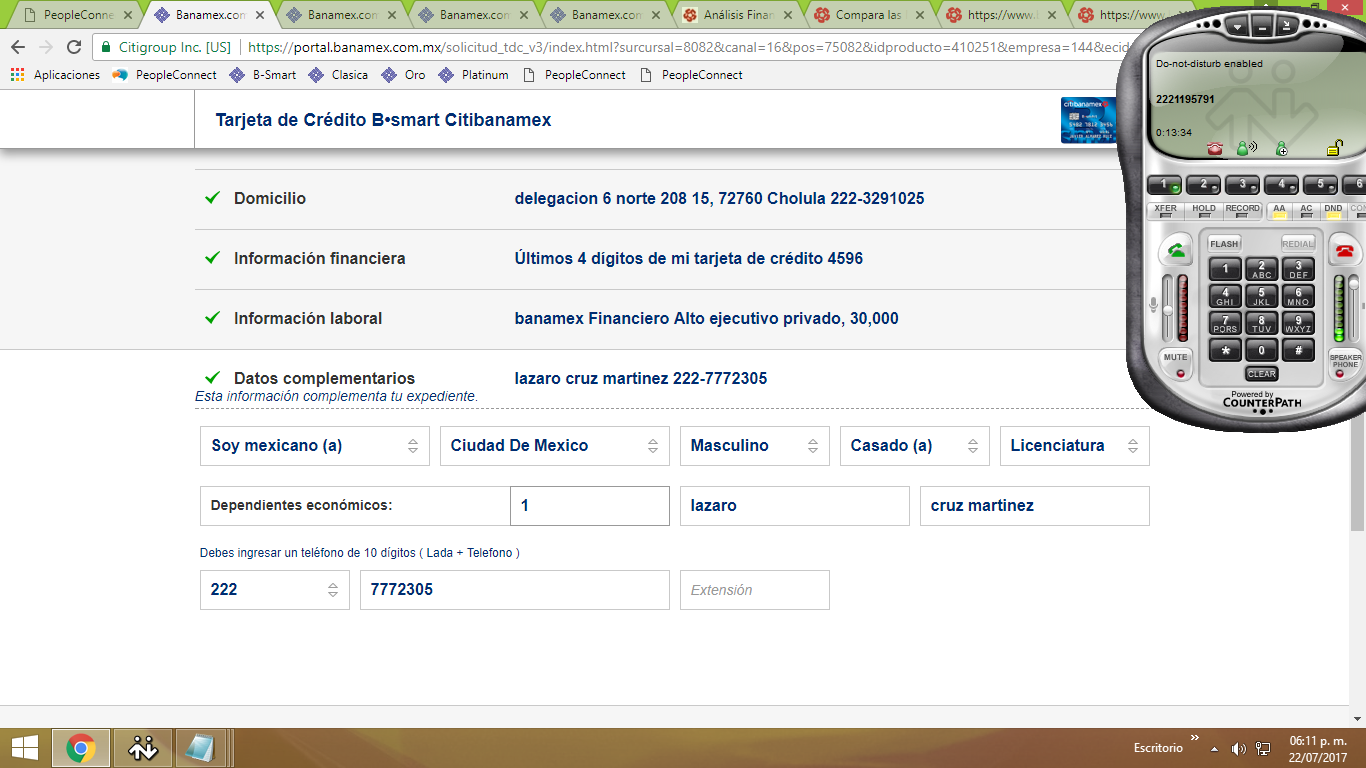 PeopleConne
Banamex.con
Banamex.con
Banamex.con
Banamex.con
Análisis Finan
Compara las
https://www.
https://www.
Citigroup Inc. [US]
https://portal.banamex.com.mx/solicitud_tdc_v3/index.html?surcursal=8082&canal=16&pos=75082&idproducto=410251&empresa=144&ecid
Aplicaciones
PeopleConnect
B-Smart
Clasica
Oro
Platinum
PeopleConnect
PeopleConnect
Tarjeta de Crédito B•smart Citibanamex
citibanamex
Domicilio
delegacion 6 norte 208 15, 72760 Cholula 222-3291025
Información financiera
Últimos 4 dígitos de mi tarjeta de crédito 4596
Información laboral
banamex Financiero Alto ejecutivo privado, 30,000
Datos complementarios
lazaro cruz martinez 222-7772305
Esta información complementa tu expediente.
Soy mexicano (a)
Ciudad De Mexico
Masculino
Casado (a)
Licenciatura
Dependientes económicos:
1
lazaro
cruz martinez
Debes ingresar un teléfono de 10 dígitos ( Lada + Telefono )
222
7772305
Extensión
Do-not-disturb enabled
2221195791
0:13:34
1 2 3 4 5 6
XFER HOLD RECORD AA AC DND CON
FLASH
REDIAL
1
2 ABC
3 DEF
4 GHI
5 JKL
6 MNO
7 PQRS
8 TUV
9 WXYZ
*
0
#
CLEAR
MUTE
SPEAKER PHONE
Powered by
COUNTERPATH
Escritorio
06:11 p. m.
22/07/2017